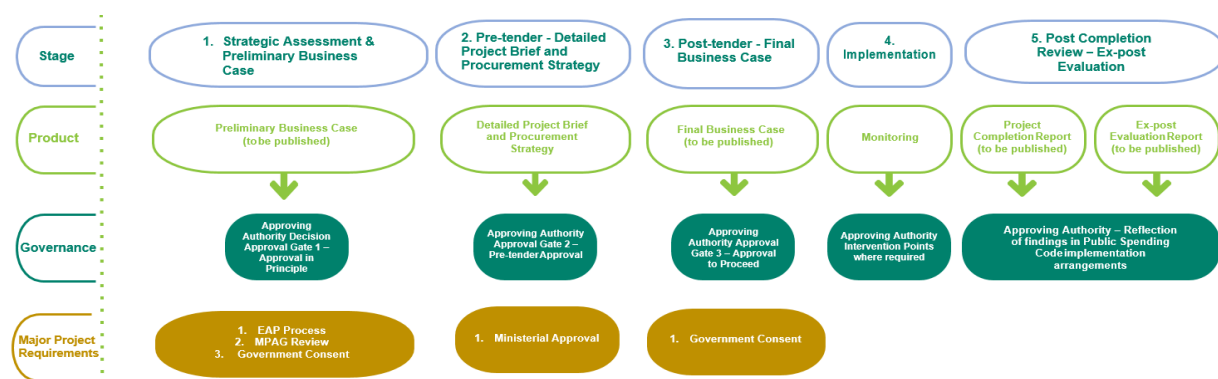 Stage
1. Strategic Assessment &
Preliminary Business
Case
2. Pre-tender - Detailed
Project Brief and
Procurement Strategy
3. Post-tender - Final
Business Case
4.
Implementation
5. Post Completion
Review – Ex-post
Evaluation
Product
Preliminary Business Case
(to be published)
Detailed Project Brief
and Procurement
Strategy
Final Business Case
(to be published)
Monitoring
Project
Completion Report
(to be published)
Ex-post
Evaluation Report
(to be published)
Governance
Approving
Authority Decision
Approval Gate 1 –
Approval in
Principle
Approving Authority
Approval Gate 2 –
Pre-tender Approval
Approving
Authority Approval
Gate 3 – Approval
to Proceed
Approving Authority
Intervention Points
where required
Approving Authority – Reflection
of findings in Public Spending
Code implementation
arrangements
Major Project
Requirements
1. EAP Process
2. MPAG Review
3. Government Consent
1. Ministerial Approval
1. Government Consent